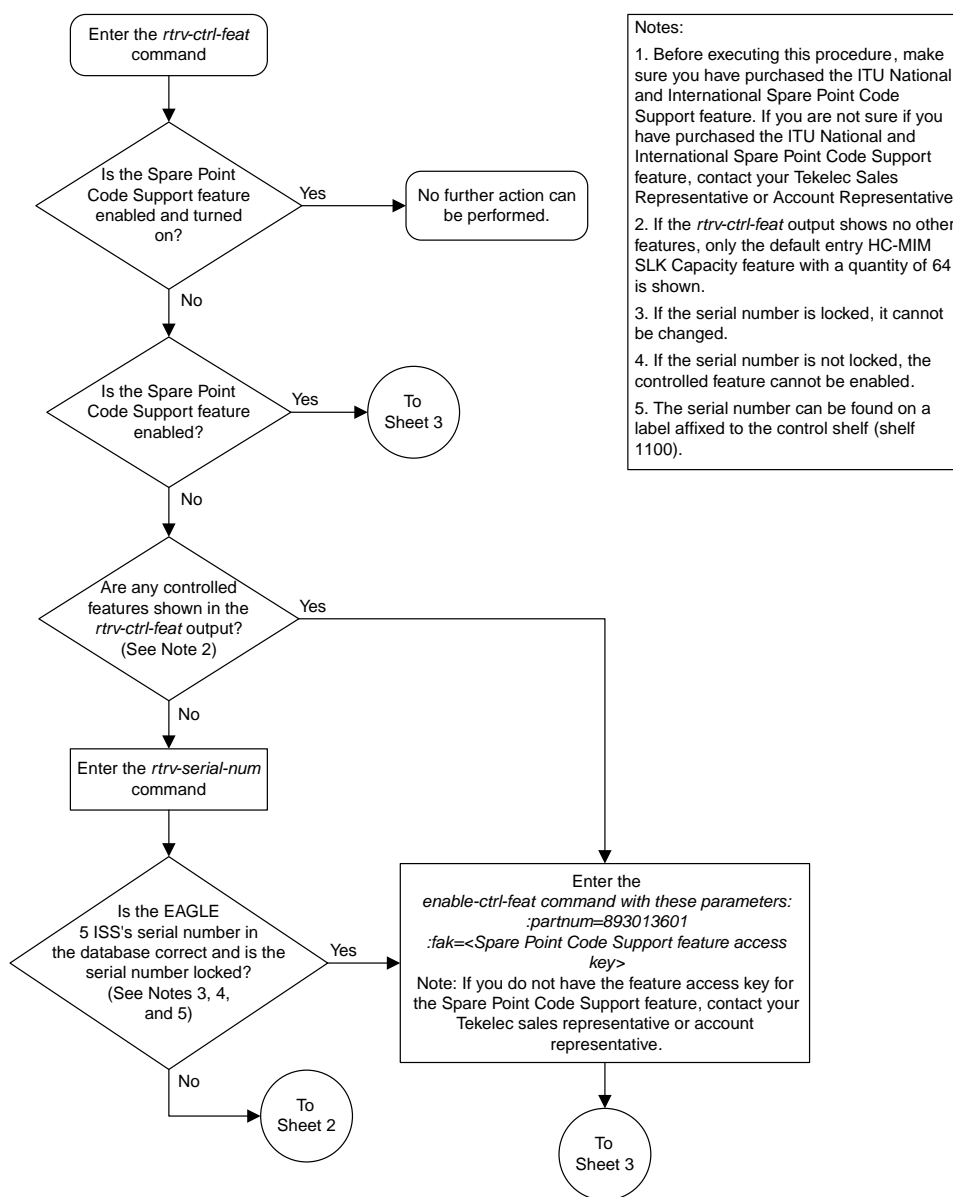 Enter the rtrv-ctrl-feat
command
Is the Spare Point
Code Support feature
enabled and turned
on?
Yes
No further action can
be performed.
No
Is the Spare Point
Code Support feature
enabled?
Yes
To
Sheet 3
No
Are any controlled
features shown in the
rtrv-ctrl-feat output?
(See Note 2)
Yes
No
Enter the rtrv-serial-num
command
Is the EAGLE
5 ISS's serial number in
the database correct and is the
serial number locked?
(See Notes 3, 4,
and 5)
Yes
No
To
Sheet 2
Enter the
enable-ctrl-feat command with these parameters:
:partnum=893013601
:fak=<Spare Point Code Support feature access
key>
Note: If you do not have the feature access key for
the Spare Point Code Support feature, contact your
Tekelec sales representative or account
representative.
To
Sheet 3
Notes:
1. Before executing this procedure, make
sure you have purchased the ITU National
and International Spare Point Code
Support feature. If you are not sure if you
have purchased the ITU National and
International Spare Point Code Support
feature, contact your Tekelec Sales
Representative or Account Representative
2. If the rtrv-ctrl-feat output shows no other
features, only the default entry HC-MIM
SLK Capacity feature with a quantity of 64
is shown.
3. If the serial number is locked, it cannot
be changed.
4. If the serial number is not locked, the
controlled feature cannot be enabled.
5. The serial number can be found on a
label affixed to the control shelf (shelf
1100).